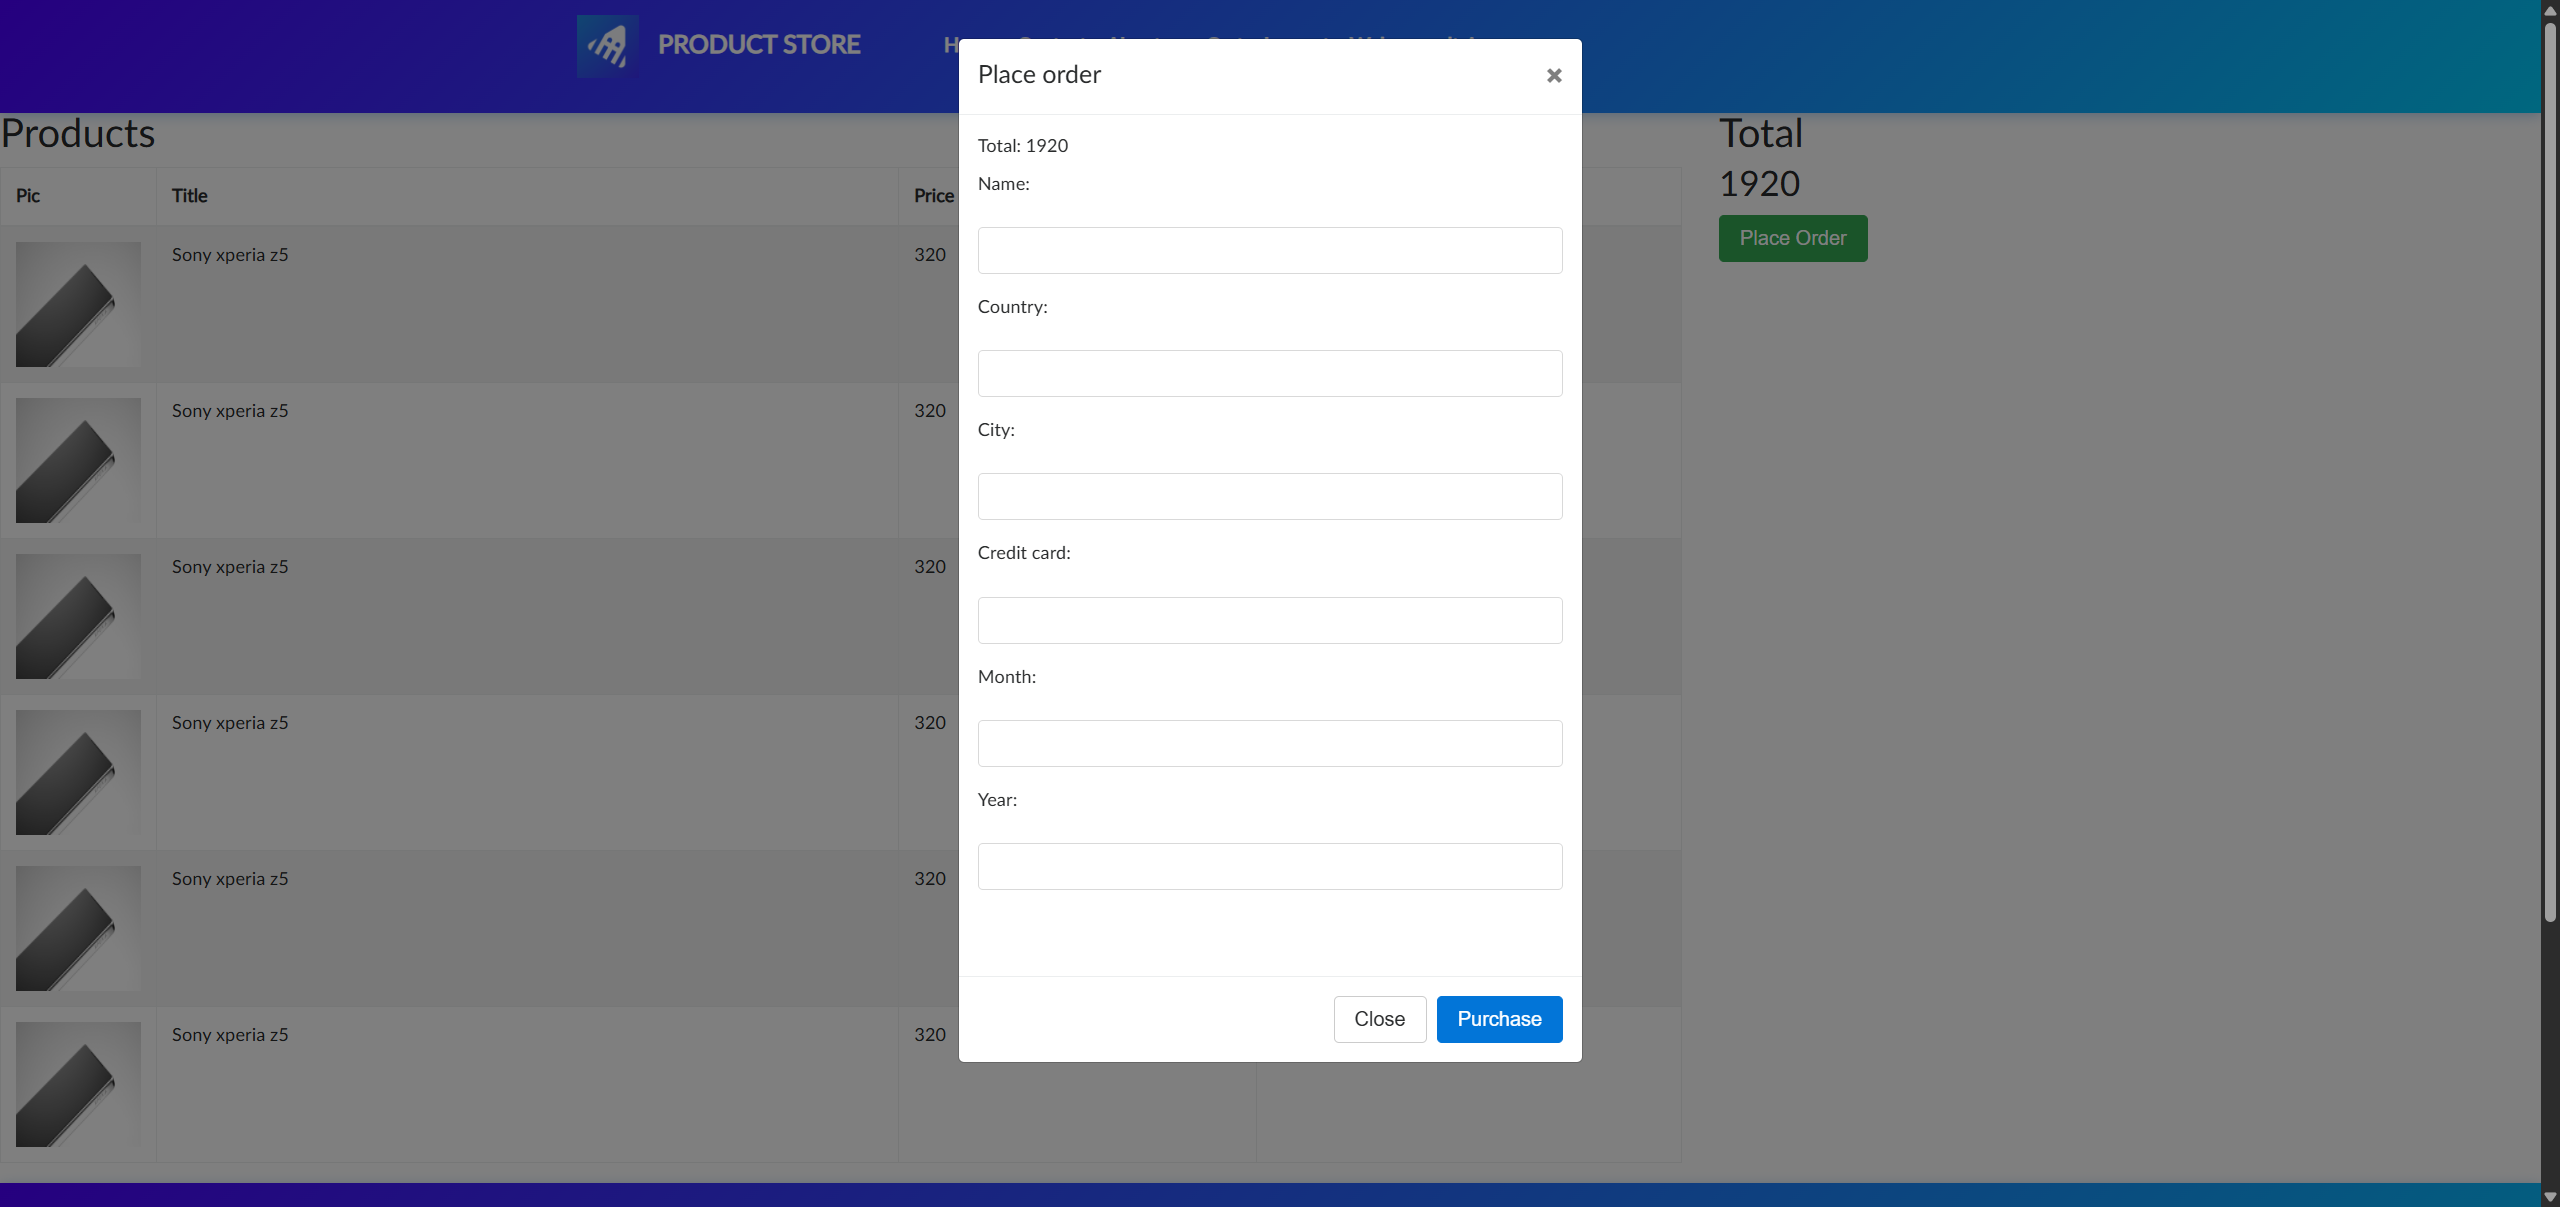 PRODUCT STORE
Place order
×
Total: 1920
Name:
Country:
City:
Credit card:
Month:
Year:
Close
Purchase
Products
Pic
Title
Price
Sony xperia z5
320
Sony xperia z5
320
Sony xperia z5
320
Sony xperia z5
320
Sony xperia z5
320
Sony xperia z5
320
Total
1920
Place Order